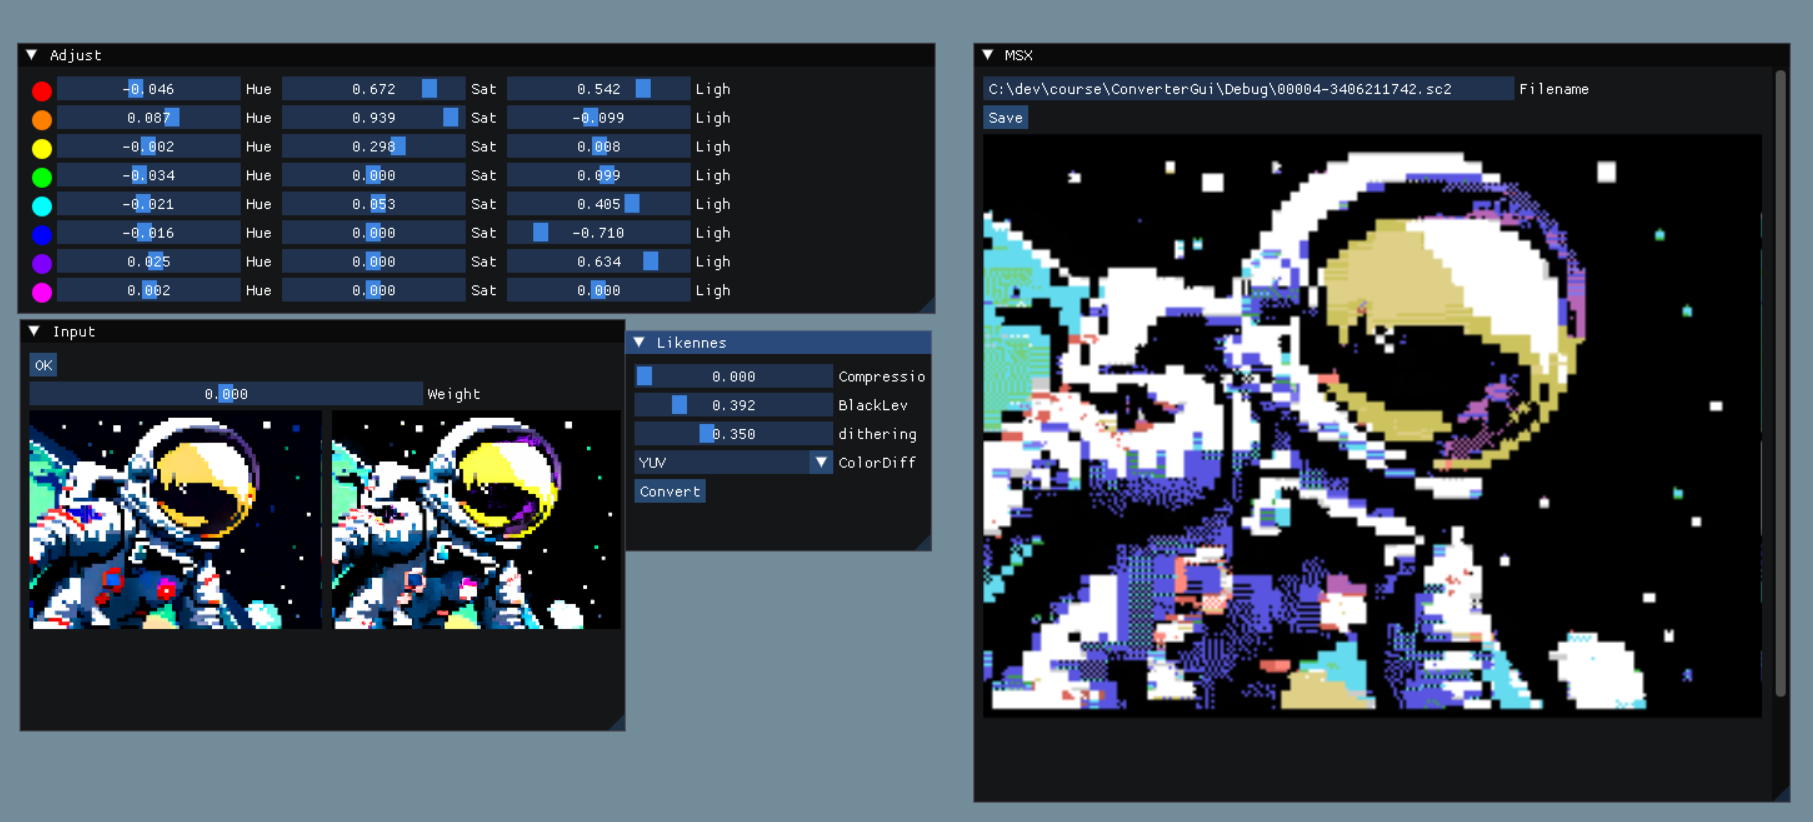 Adjust
-0.046 Hue 0.672 Sat 0.542 Ligh
0.087 Hue 0.939 Sat -0.099 Ligh
-0.002 Hue 0.298 Sat 0.008 Ligh
-0.034 Hue 0.000 Sat 0.099 Ligh
-0.021 Hue 0.053 Sat 0.405 Ligh
-0.016 Hue 0.000 Sat -0.710 Ligh
0.025 Hue 0.000 Sat 0.634 Ligh
0.002 Hue 0.000 Sat 0.000 Ligh
Input
OK
0.000 Weight
Likennes
0.000 Compressio
0.392 BlackLev
0.350 dithering
YUV ColorDiff
Convert
MSX
C:\dev\course\ConverterGui\Debug\00004-3406211742.sc2 Filename
Save